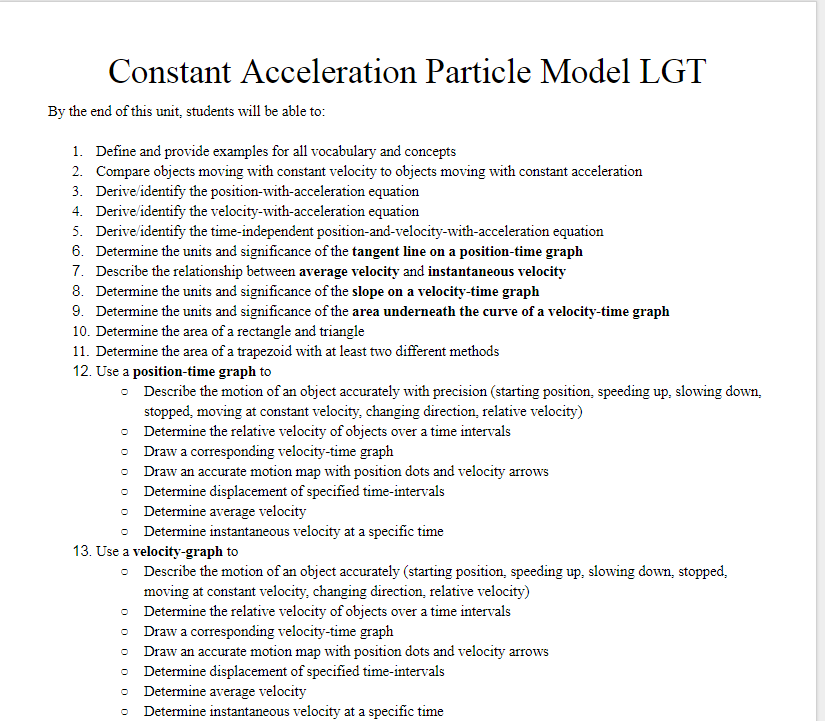 Constant Acceleration Particle Model LGT
By the end of this unit, students will be able to:
1. Define and provide examples for all vocabulary and concepts
2. Compare objects moving with constant velocity to objects moving with constant acceleration
3. Derive/identify the position-with-acceleration equation
4. Derive/identify the velocity-with-acceleration equation
5. Derive/identify the time-independent position-and-velocity-with-acceleration equation
6. Determine the units and significance of the tangent line on a position-time graph
7. Describe the relationship between average velocity and instantaneous velocity
8. Determine the units and significance of the slope on a velocity-time graph
9. Determine the units and significance of the area underneath the curve of a velocity-time graph
10. Determine the area of a rectangle and triangle
11. Determine the area of a trapezoid with at least two different methods
12. Use a position-time graph to
○ Describe the motion of an object accurately with precision (starting position, speeding up, slowing down,
stopped, moving at constant velocity, changing direction, relative velocity)
○ Determine the relative velocity of objects over a time intervals
○ Draw a corresponding velocity-time graph
○ Draw an accurate motion map with position dots and velocity arrows
○ Determine displacement of specified time-intervals
○ Determine average velocity
○ Determine instantaneous velocity at a specific time
13. Use a velocity-graph to
○ Describe the motion of an object accurately (starting position, speeding up, slowing down, stopped,
moving at constant velocity, changing direction, relative velocity)
○ Determine the relative velocity of objects over a time intervals
○ Draw a corresponding velocity-time graph
○ Draw an accurate motion map with position dots and velocity arrows
○ Determine displacement of specified time-intervals
○ Determine average velocity
○ Determine instantaneous velocity at a specific time